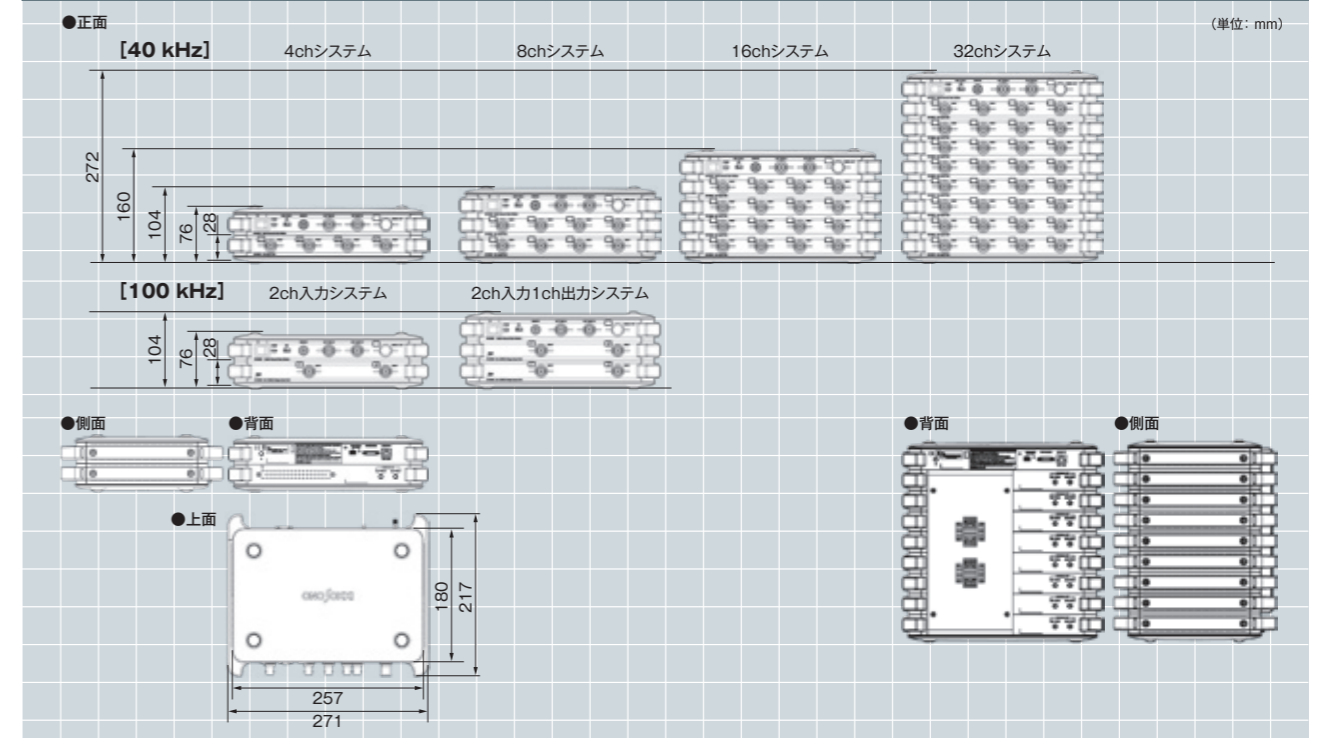 ●正面
（単位：mm）
[40 kHz]
4chシステム
8chシステム
16chシステム
32chシステム
272
160
104
76
28
[100 kHz]
2ch入力システム
2ch入力1ch出力システム
104
76
28
●側面
●背面
●背面
●側面
●上面
180
217
257
271